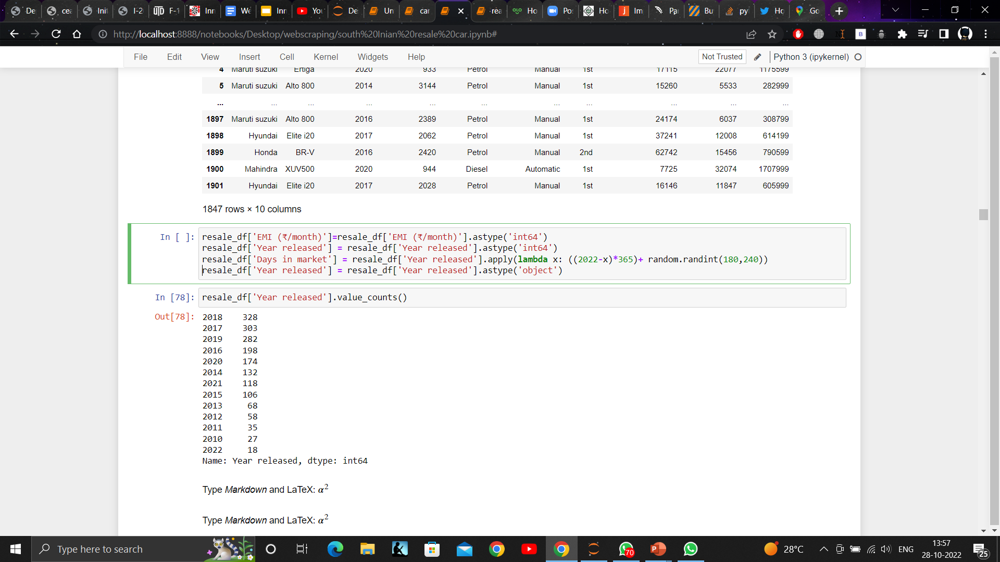 De
cea
Init
I-2
UTD F-1
Inn
We
Inn
You
De
Un
car
rea
OLO Ho
Pos
Ho
Im
Pa
Bu
py
Ho
Go
http://localhost:8888/notebooks/Desktop/webscraping/south%20Inian%20resale%20car.ipynb#
File Edit View Insert Cell Kernel Widgets Help Not Trusted Python 3 (ipykernel)
4 Maruti suzuki Ertiga 2020 933 Petrol Manual 1st 17115 22077 1175599
5 Maruti suzuki Alto 800 2014 3144 Petrol Manual 1st 15260 5533 282999
... ... ... ... ... ... ... ... ... ... ...
1897 Maruti suzuki Alto 800 2016 2389 Petrol Manual 1st 24174 6037 308799
1898 Hyundai Elite i20 2017 2062 Petrol Manual 1st 37241 12008 614199
1899 Honda BR-V 2016 2420 Petrol Manual 2nd 62742 15456 790599
1900 Mahindra XUV500 2020 944 Diesel Automatic 1st 7725 32074 1707999
1901 Hyundai Elite i20 2017 2028 Petrol Manual 1st 16146 11847 605999
1847 rows × 10 columns
In [ ]: resale_df['EMI (₹/month)']=resale_df['EMI (₹/month)'].astype('int64')
resale_df['Year released'] = resale_df['Year released'].astype('int64')
resale_df['Days in market'] = resale_df['Year released'].apply(lambda x: ((2022-x)*365)+ random.randint(180,240))
resale_df['Year released'] = resale_df['Year released'].astype('object')
In [78]: resale_df['Year released'].value_counts()
Out[78]: 2018 328
2017 303
2019 282
2016 198
2020 174
2014 132
2021 118
2015 106
2013 68
2012 58
2011 35
2010 27
2022 18
Name: Year released, dtype: int64
Type Markdown and LaTeX: α²
Type Markdown and LaTeX: α²
Type here to search
70
28°C
ENG
13:57
28-10-2022
25